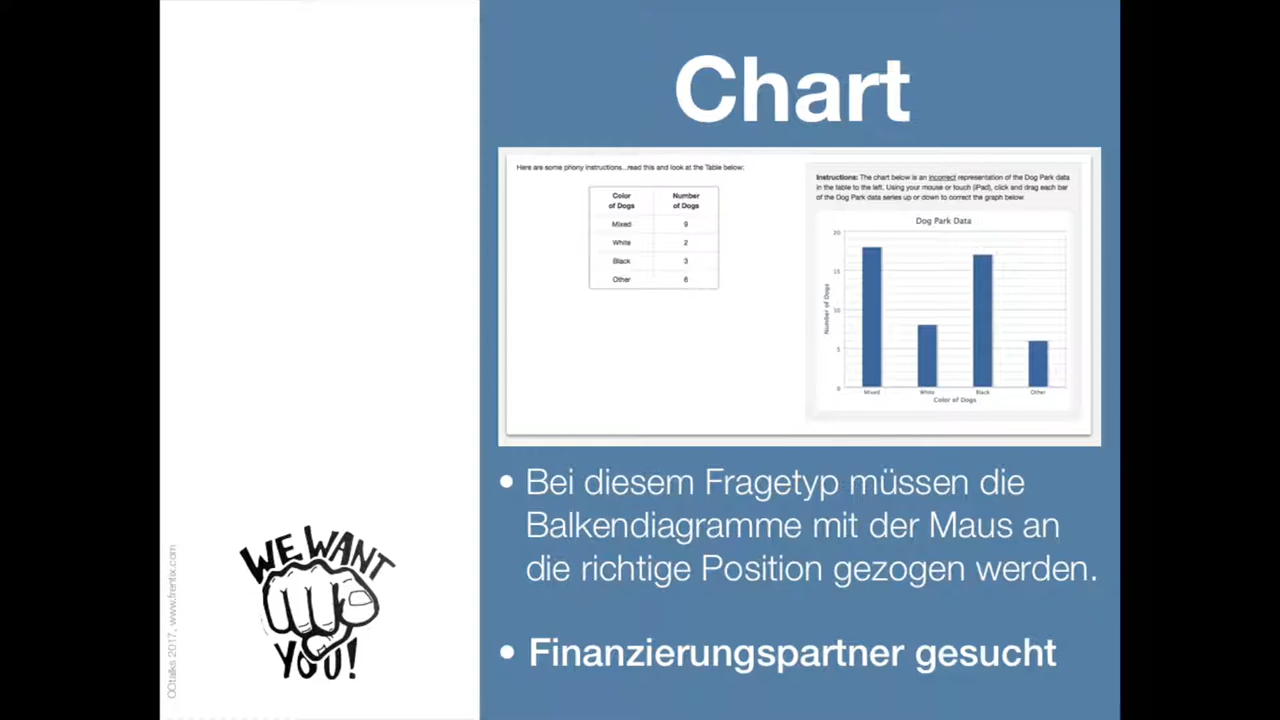 Chart
Here are some phony instructions...read this and look at the Table below:
Color of Dogs Number of Dogs
Mixed 9
White 2
Black 3
Other 6
Instructions: The chart below is an incorrect representation of the Dog Park data
in the table to the left. Using your mouse or touch (iPad), click and drag each bar
of the Dog Park data series up or down to correct the graph below.
Dog Park Data
Number of Dogs
20
15
10
5
0
Mixed White Black Other
Color of Dogs
• Bei diesem Fragetyp müssen die
Balkendiagramme mit der Maus an
die richtige Position gezogen werden.
• Finanzierungspartner gesucht
WE WANT
YOU!
OOtalks 2017, www.frentix.com